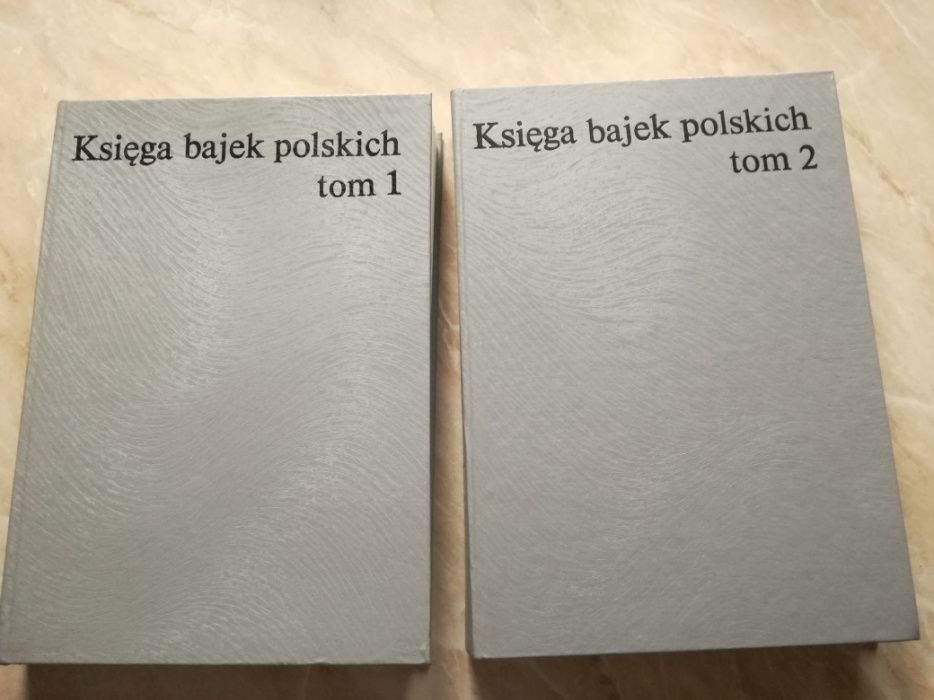 Księga bajek polskich
tom 1
Księga bajek polskich
tom 2